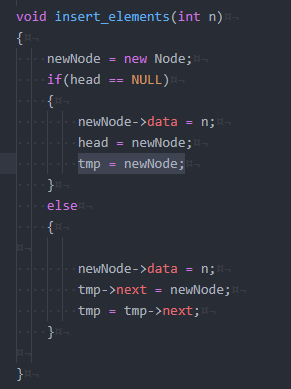 void insert_elements(int n)
{
    newNode = new Node;
    if(head == NULL)
    {
        newNode->data = n;
        head = newNode;
        tmp = newNode;
    }
    else
    {

        newNode->data = n;
        tmp->next = newNode;
        tmp = tmp->next;
    }

}